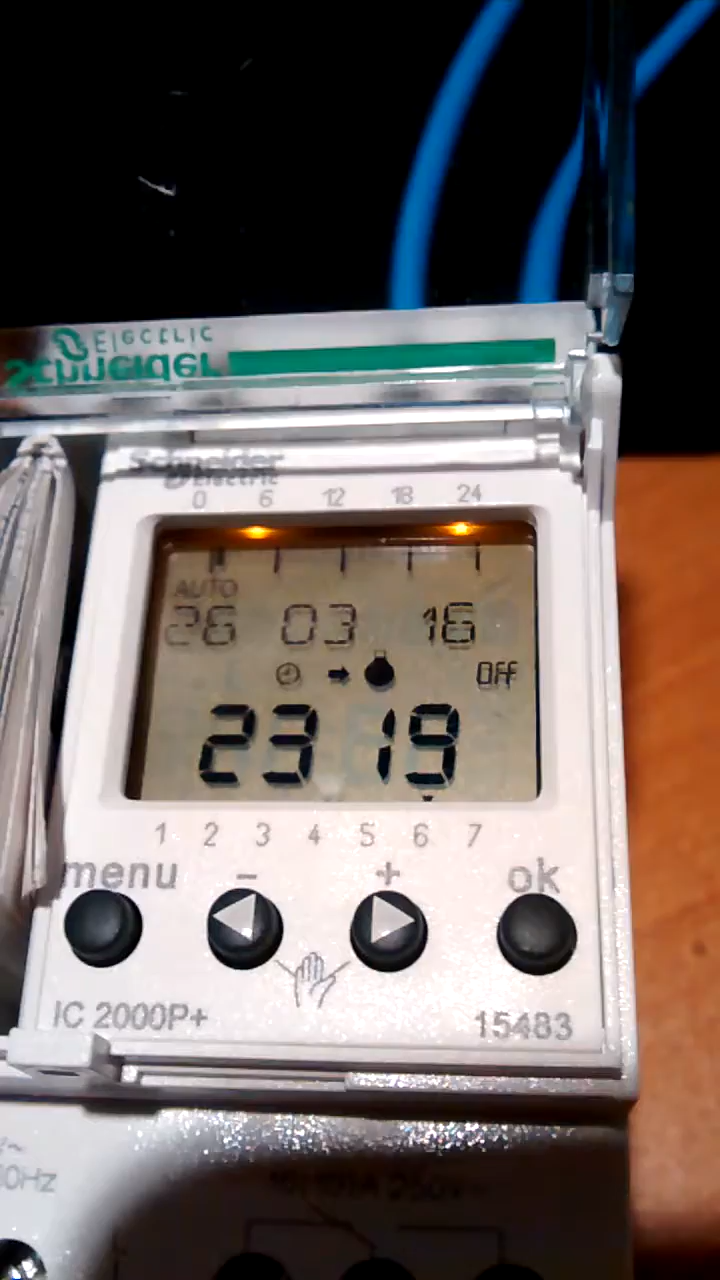 Schneider
Electric
Schneider
Electric
0 6 12 18 24
AUTO
26 03 16
OFF
23 19
1 2 3 4 5 6 7
menu - + ok
IC 2000P+ 15483